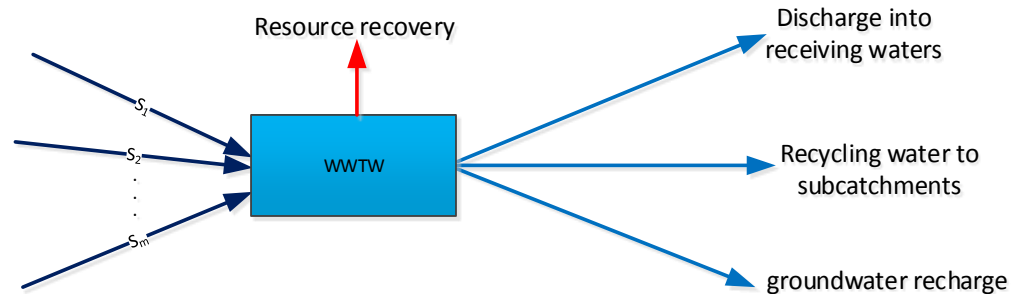 Resource recovery
Discharge into
receiving waters
S1
S2
.
.
.
Sm
WWTW
Recycling water to
subcatchments
groundwater recharge